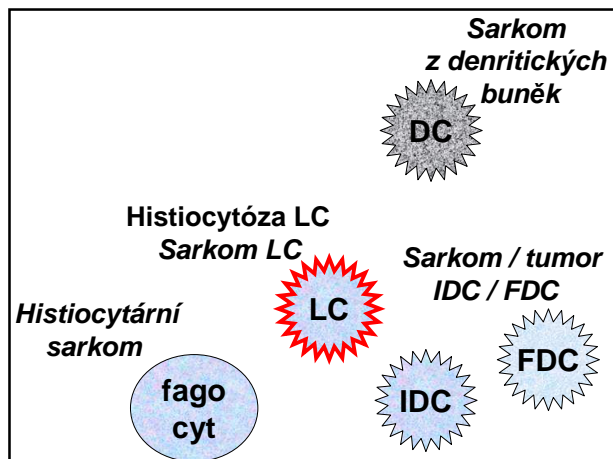 Sarkom
z denritických
buněk
DC
Histiocytóza LC
Sarkom LC
LC
Sarkom / tumor
IDC / FDC
Histiocytární
sarkom
FDC
IDC
fago
cyt